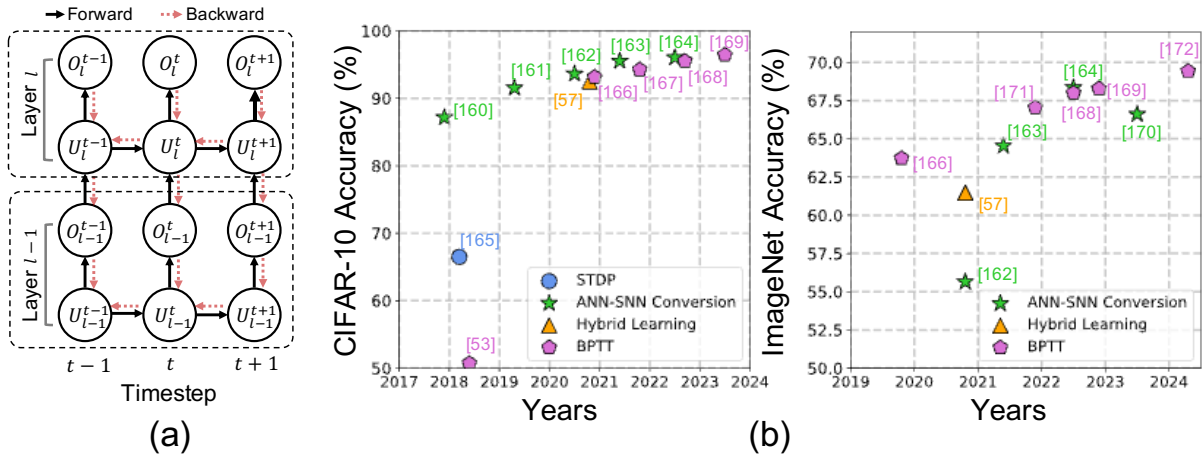 Forward Backward
Layer l
O_l^{t-1} O_l^t O_l^{t+1}
U_l^{t-1} U_l^t U_l^{t+1}
Layer l − 1
O_{l-1}^{t-1} O_{l-1}^t O_{l-1}^{t+1}
U_{l-1}^{t-1} U_{l-1}^t U_{l-1}^{t+1}
t − 1 t t + 1
Timestep
(a)
CIFAR-10 Accuracy (%)
100
90
80
70
60
50
[160]
[161]
[162]
[163]
[164]
[169]
[57]
[166]
[167]
[168]
[165]
[53]
STDP
ANN-SNN Conversion
Hybrid Learning
BPTT
2017 2018 2019 2020 2021 2022 2023 2024
Years
ImageNet Accuracy (%)
70.0
67.5
65.0
62.5
60.0
57.5
55.0
52.5
50.0
[172]
[164]
[171]
[169]
[168]
[163]
[170]
[166]
[57]
[162]
ANN-SNN Conversion
Hybrid Learning
BPTT
2019 2020 2021 2022 2023 2024
Years
(b)